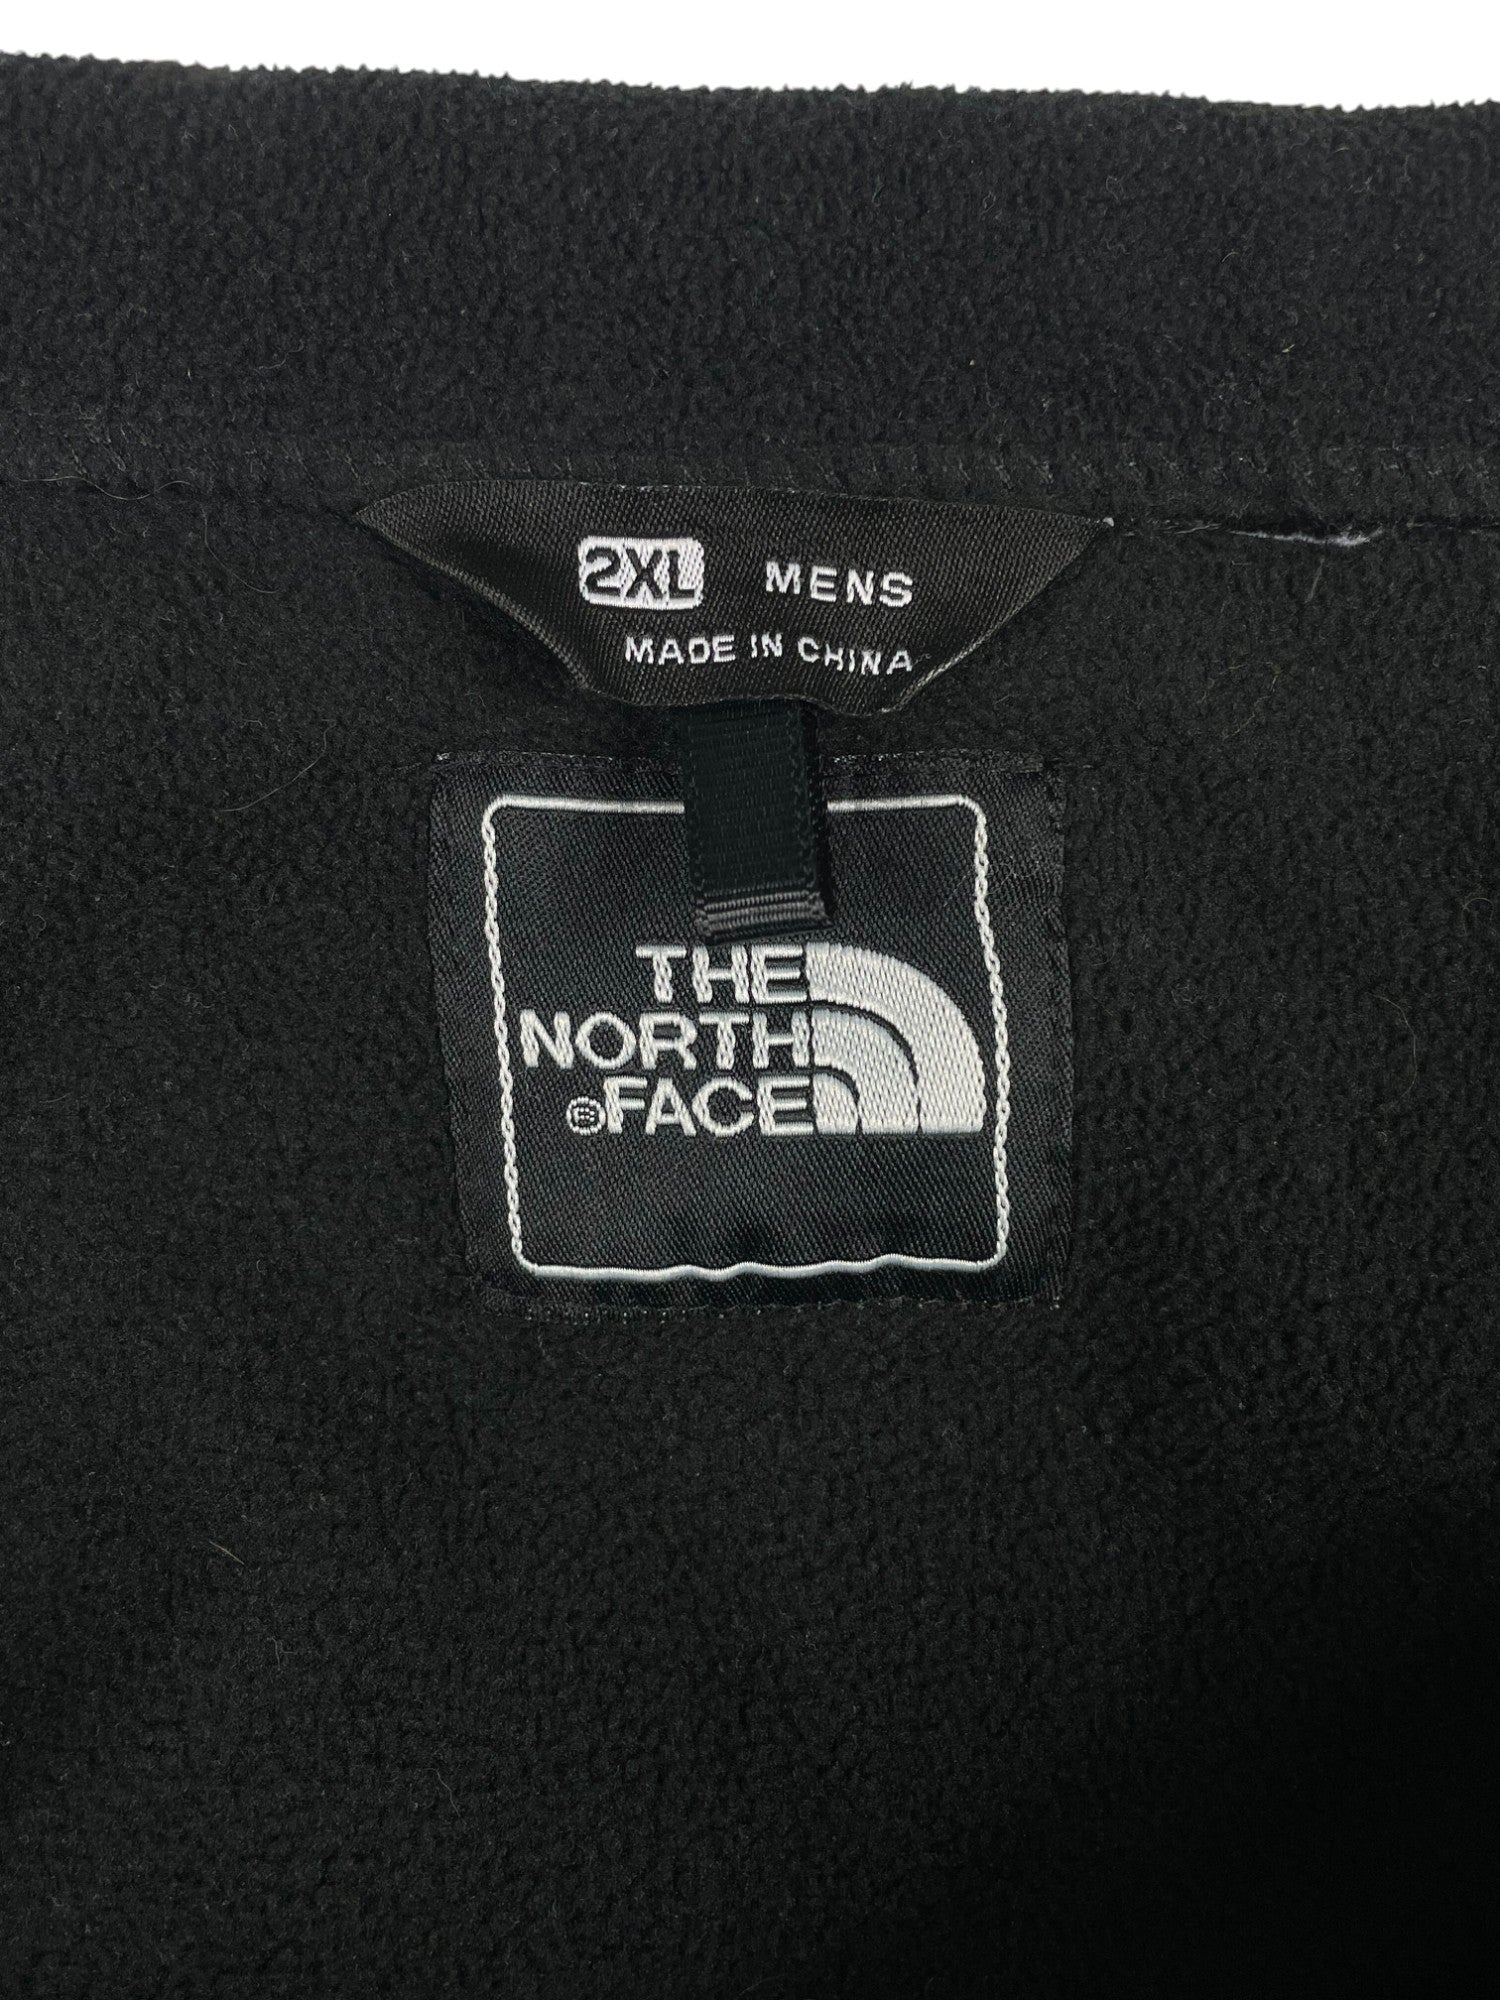 2XL MENS
MADE IN CHINA
THE
NORTH
®FACE